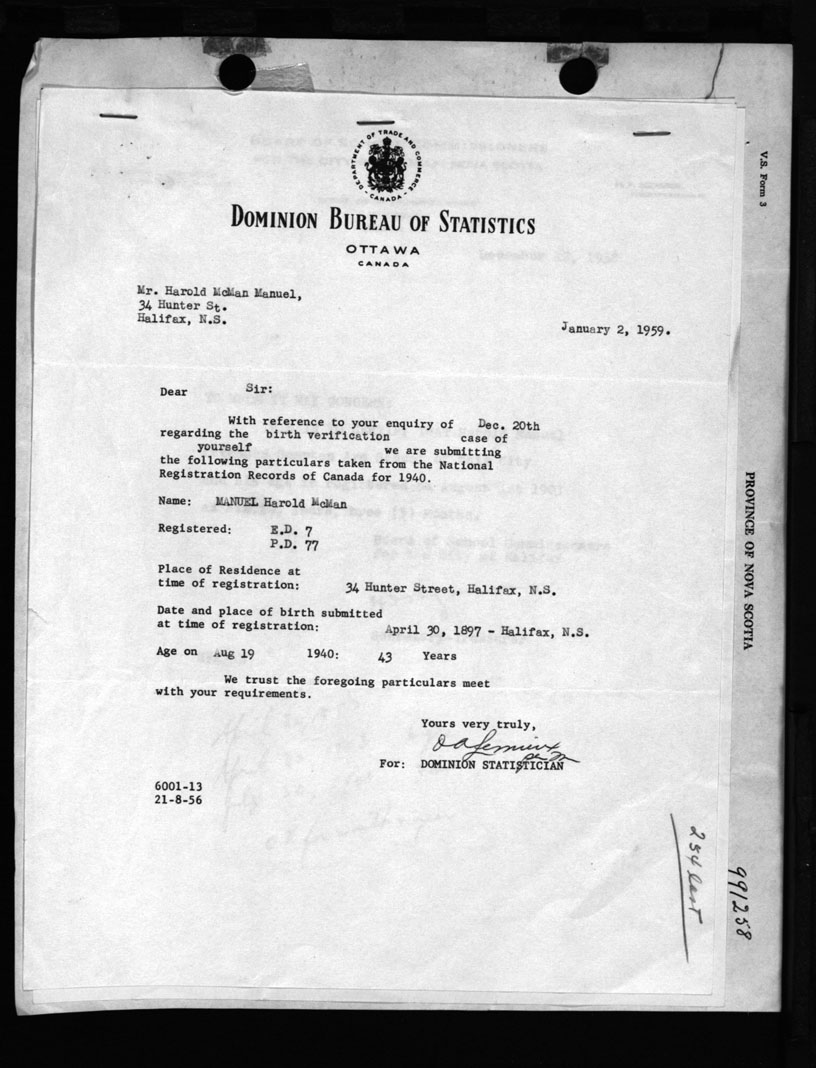 DEPARTMENT OF TRADE AND COMMERCE
CANADA
DOMINION BUREAU OF STATISTICS
OTTAWA
CANADA
Mr. Harold McMan Manuel,
34 Hunter St.
Halifax, N.S.
January 2, 1959.
Dear Sir:
With reference to your enquiry of Dec. 20th
regarding the birth verification case of
yourself we are submitting
the following particulars taken from the National
Registration Records of Canada for 1940.
Name: MANUEL Harold McMan
Registered: E.D. 7
P.D. 77
Place of Residence at
time of registration: 34 Hunter Street, Halifax, N.S.
Date and place of birth submitted
at time of registration: April 30, 1897 - Halifax, N.S.
Age on Aug 19 1940: 43 Years
We trust the foregoing particulars meet
with your requirements.
Yours very truly,
For: DOMINION STATISTICIAN
6001-13
21-8-56
V.S. Form 3
PROVINCE OF NOVA SCOTIA
991258